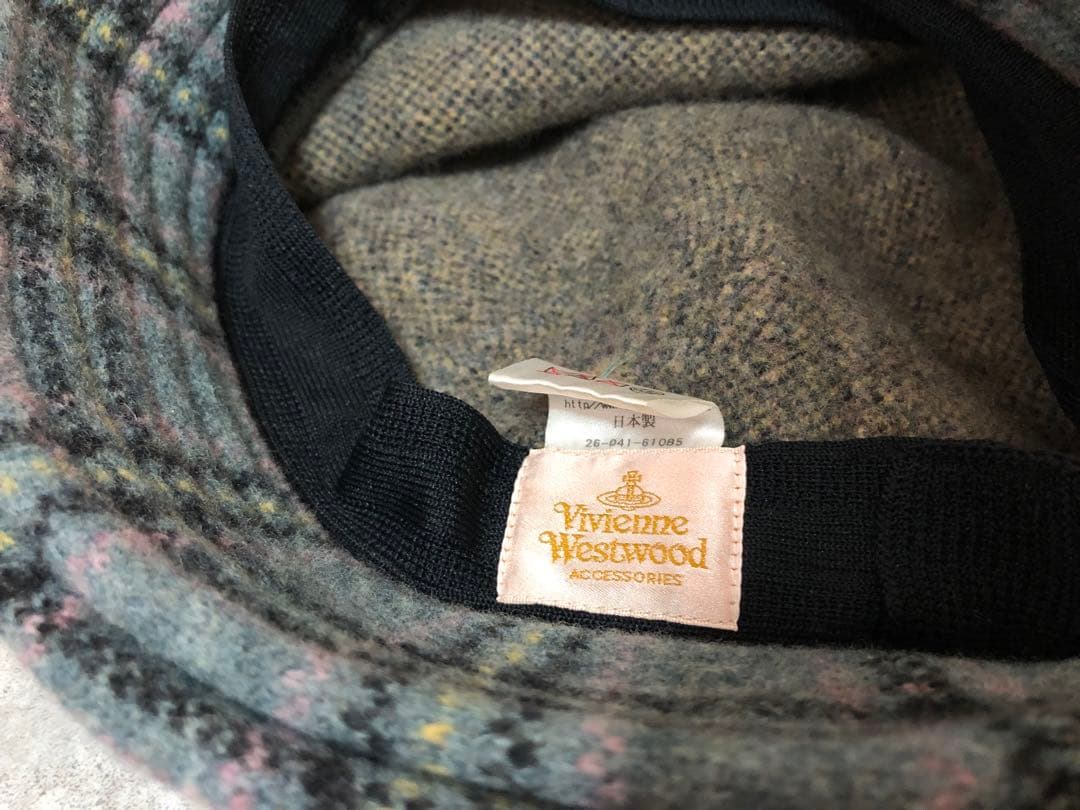 http//w
日本製
26-041-61085
Vivienne
Westwood
ACCESSORIES